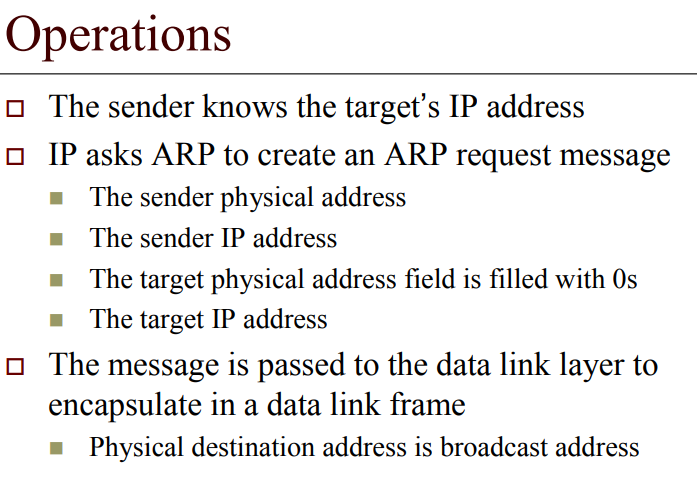 Operations
The sender knows the target’s IP address
IP asks ARP to create an ARP request message
The sender physical address
The sender IP address
The target physical address field is filled with 0s
The target IP address
The message is passed to the data link layer to
encapsulate in a data link frame
Physical destination address is broadcast address